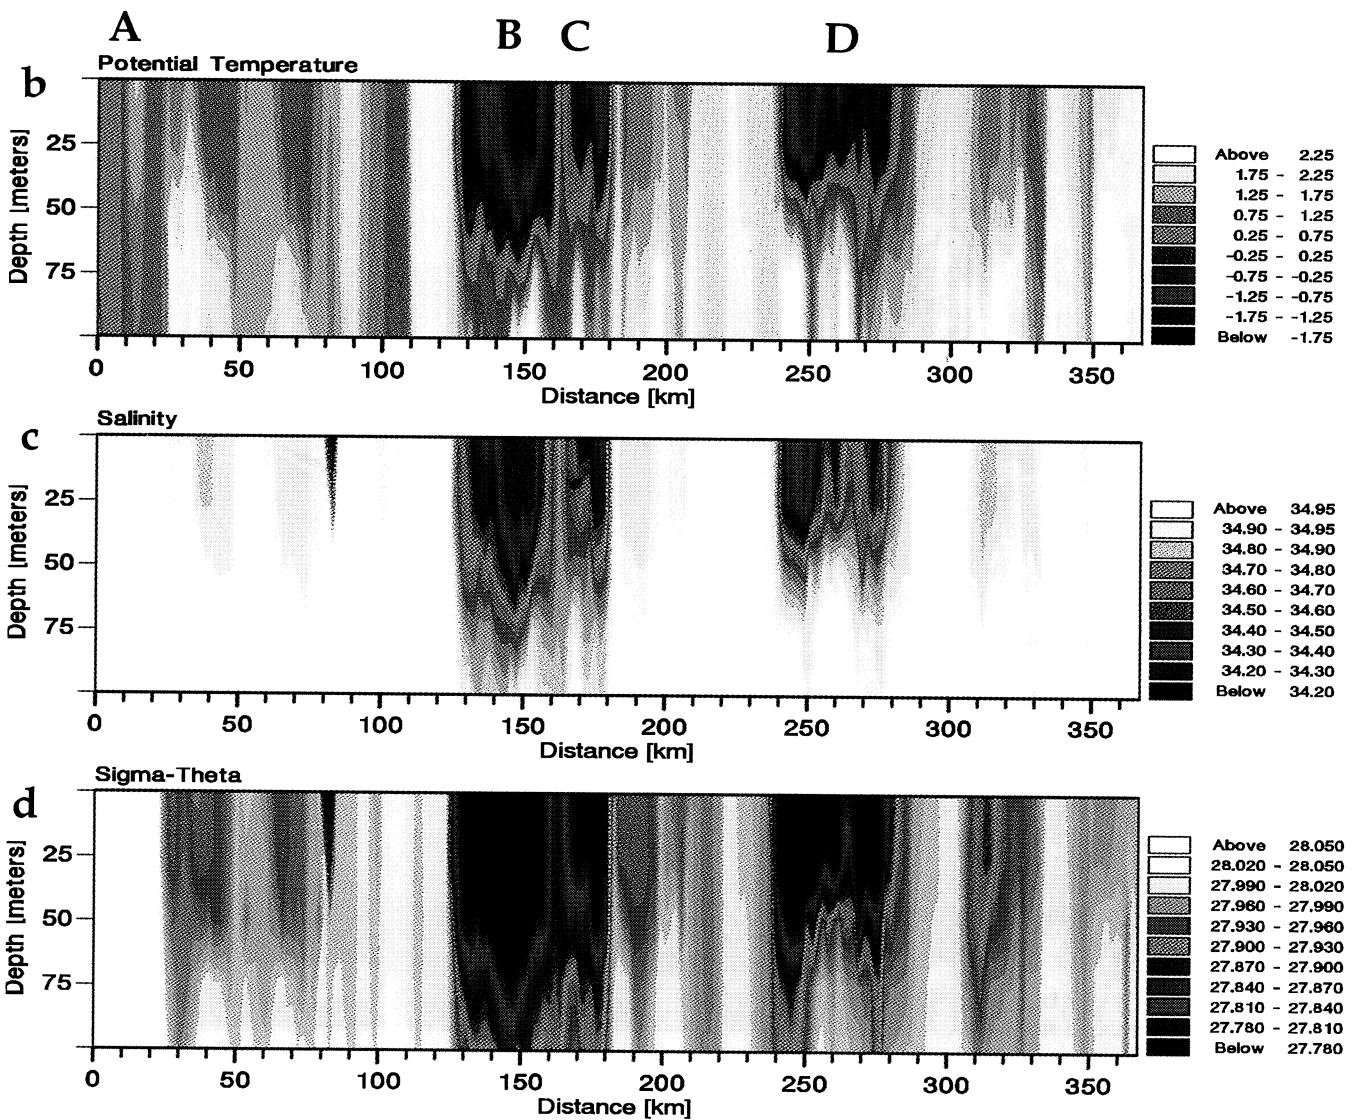 A B C D
Potential Temperature
b
Depth [meters]
25
50
75
0 50 100 150 200 250 300 350
Distance [km]
Above 2.25
1.75 - 2.25
1.25 - 1.75
0.75 - 1.25
0.25 - 0.75
-0.25 - 0.25
-0.75 - -0.25
-1.25 - -0.75
-1.75 - -1.25
Below -1.75
Salinity
c
Depth [meters]
25
50
75
0 50 100 150 200 250 300 350
Distance [km]
Above 34.95
34.90 - 34.95
34.80 - 34.90
34.70 - 34.80
34.60 - 34.70
34.50 - 34.60
34.40 - 34.50
34.30 - 34.40
34.20 - 34.30
Below 34.20
Sigma-Theta
d
Depth [meters]
25
50
75
0 50 100 150 200 250 300 350
Distance [km]
Above 28.050
28.020 - 28.050
27.990 - 28.020
27.960 - 27.990
27.930 - 27.960
27.900 - 27.930
27.870 - 27.900
27.840 - 27.870
27.810 - 27.840
27.780 - 27.810
Below 27.780